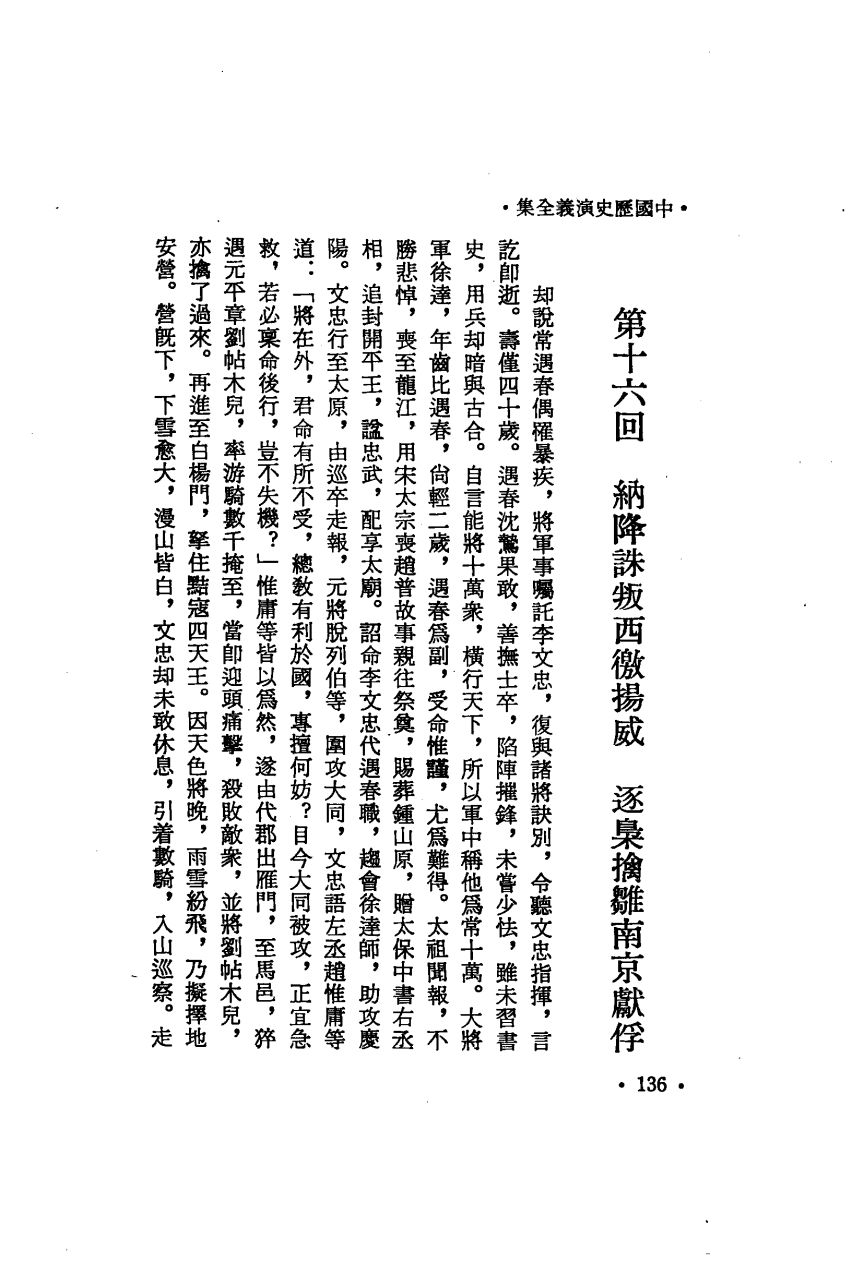 •中國歷史演義全集•
第十六回　納降誅叛西徼揚威　逐梟擒雛南京獻俘
却說常遇春偶罹暴疾，將軍事囑託李文忠，復與諸將訣別，令聽文忠指揮，言
訖卽逝。壽僅四十歲。遇春沈鷙果敢，善撫士卒，陷陣摧鋒，未嘗少怯，雖未習書
史，用兵却暗與古合。自言能將十萬衆，橫行天下，所以軍中稱他爲常十萬。大將
軍徐達，年齒比遇春，尙輕二歲，遇春爲副，受命惟謹，尤爲難得。太祖聞報，不
勝悲悼，喪至龍江，用宋太宗喪趙普故事親往祭奠，賜葬鍾山原，贈太保中書右丞
相，追封開平王，諡忠武，配享太廟。詔命李文忠代遇春職，趨會徐達師，助攻慶
陽。文忠行至太原，由巡卒走報，元將脫列伯等，圍攻大同，文忠語左丞趙惟庸等
道：「將在外，君命有所不受，總敎有利於國，專擅何妨？目今大同被攻，正宜急
救，若必稟命後行，豈不失機？」惟庸等皆以爲然，遂由代郡出雁門，至馬邑，猝
遇元平章劉帖木兒，率游騎數千掩至，當卽迎頭痛擊，殺敗敵衆，並將劉帖木兒，
亦擒了過來。再進至白楊門，拏住黠寇四天王。因天色將晚，雨雪紛飛，乃擬擇地
安營。營旣下，下雪愈大，漫山皆白，文忠却未敢休息，引着數騎，入山巡察。走
•136•